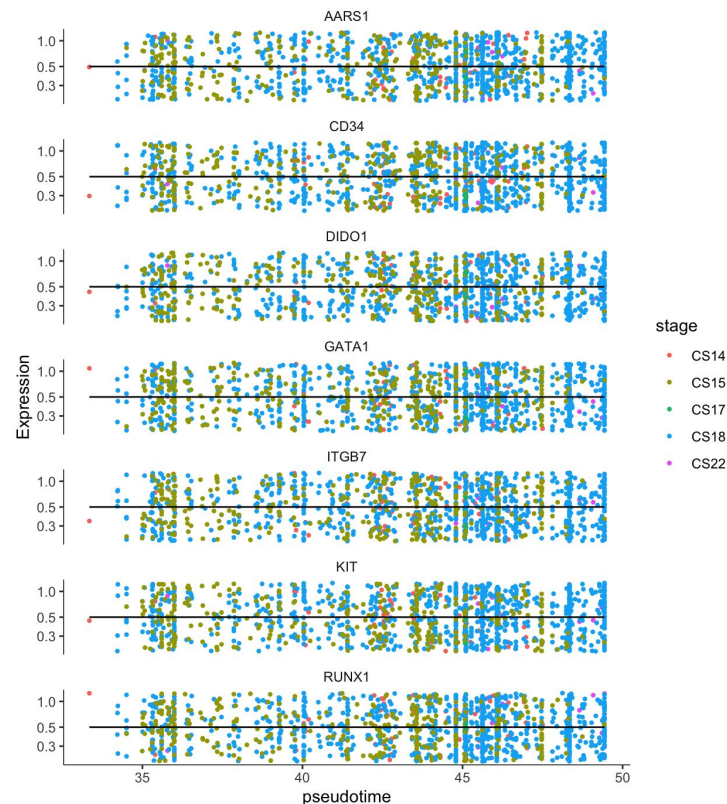 AARS1
1.0
0.5
0.3
CD34
1.0
0.5
0.3
DIDO1
1.0
0.5
0.3
GATA1
1.0
0.5
0.3
ITGB7
1.0
0.5
0.3
KIT
1.0
0.5
0.3
RUNX1
1.0
0.5
0.3
Expression
35 40 45 50
pseudotime
stage
CS14
CS15
CS17
CS18
CS22